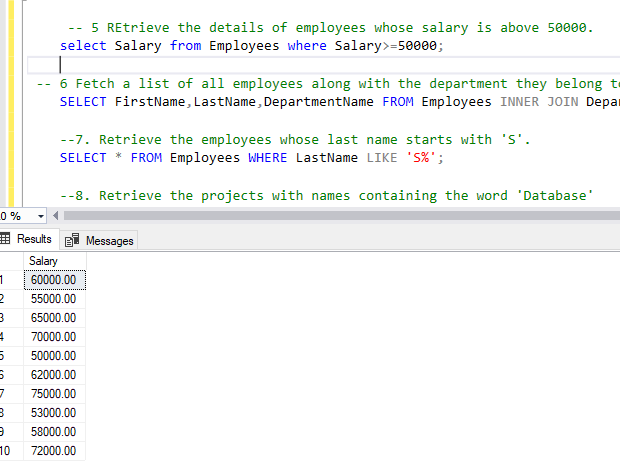 -- 5 REtrieve the details of employees whose salary is above 50000.
select Salary from Employees where Salary>=50000;
-- 6 Fetch a list of all employees along with the department they belong
SELECT FirstName,LastName,DepartmentName FROM Employees INNER JOIN
--7. Retrieve the employees whose last name starts with 'S'.
SELECT * FROM Employees WHERE LastName LIKE 'S%';
--8. Retrieve the projects with names containing the word 'Database'
0 %
Results Messages
Salary
1 60000.00
2 55000.00
3 65000.00
4 70000.00
5 50000.00
6 62000.00
7 75000.00
8 53000.00
9 58000.00
10 72000.00